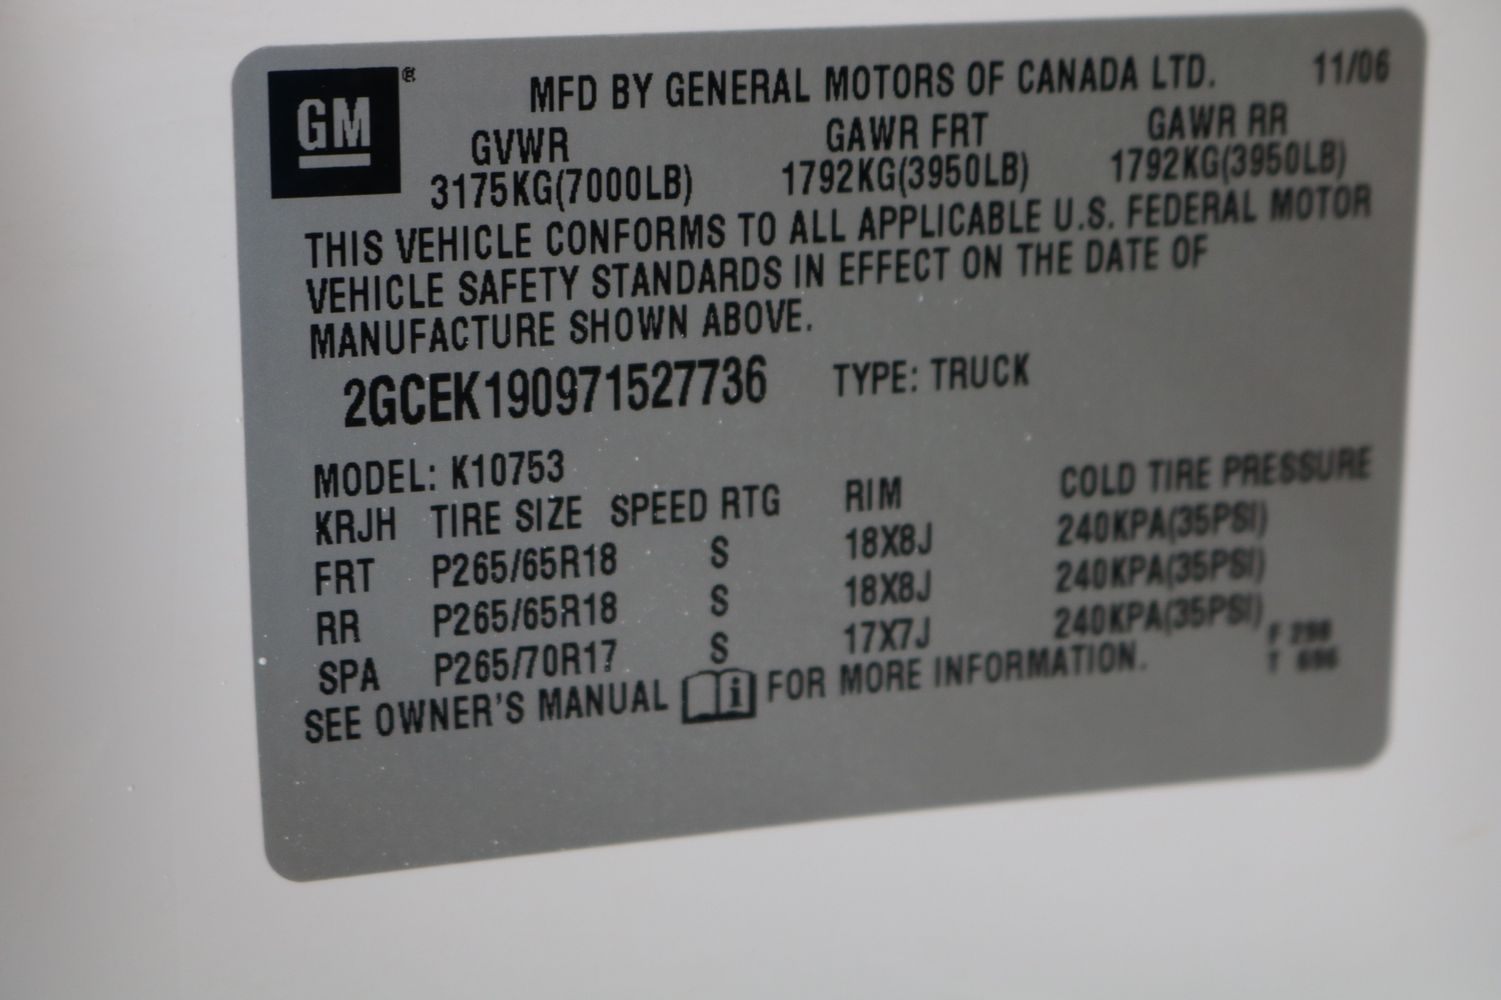 GM ®
MFD BY GENERAL MOTORS OF CANADA LTD. 11/06
GVWR GAWR FRT GAWR RR
3175KG(7000LB) 1792KG(3950LB) 1792KG(3950LB)
THIS VEHICLE CONFORMS TO ALL APPLICABLE U.S. FEDERAL MOTOR
VEHICLE SAFETY STANDARDS IN EFFECT ON THE DATE OF
MANUFACTURE SHOWN ABOVE.
2GCEK190971527736 TYPE: TRUCK
MODEL: K10753
KRJH TIRE SIZE SPEED RTG RIM COLD TIRE PRESSURE
FRT P265/65R18 S 18X8J 240KPA(35PSI)
RR P265/65R18 S 18X8J 240KPA(35PSI)
SPA P265/70R17 S 17X7J 240KPA(35PSI)
SEE OWNER'S MANUAL i FOR MORE INFORMATION.